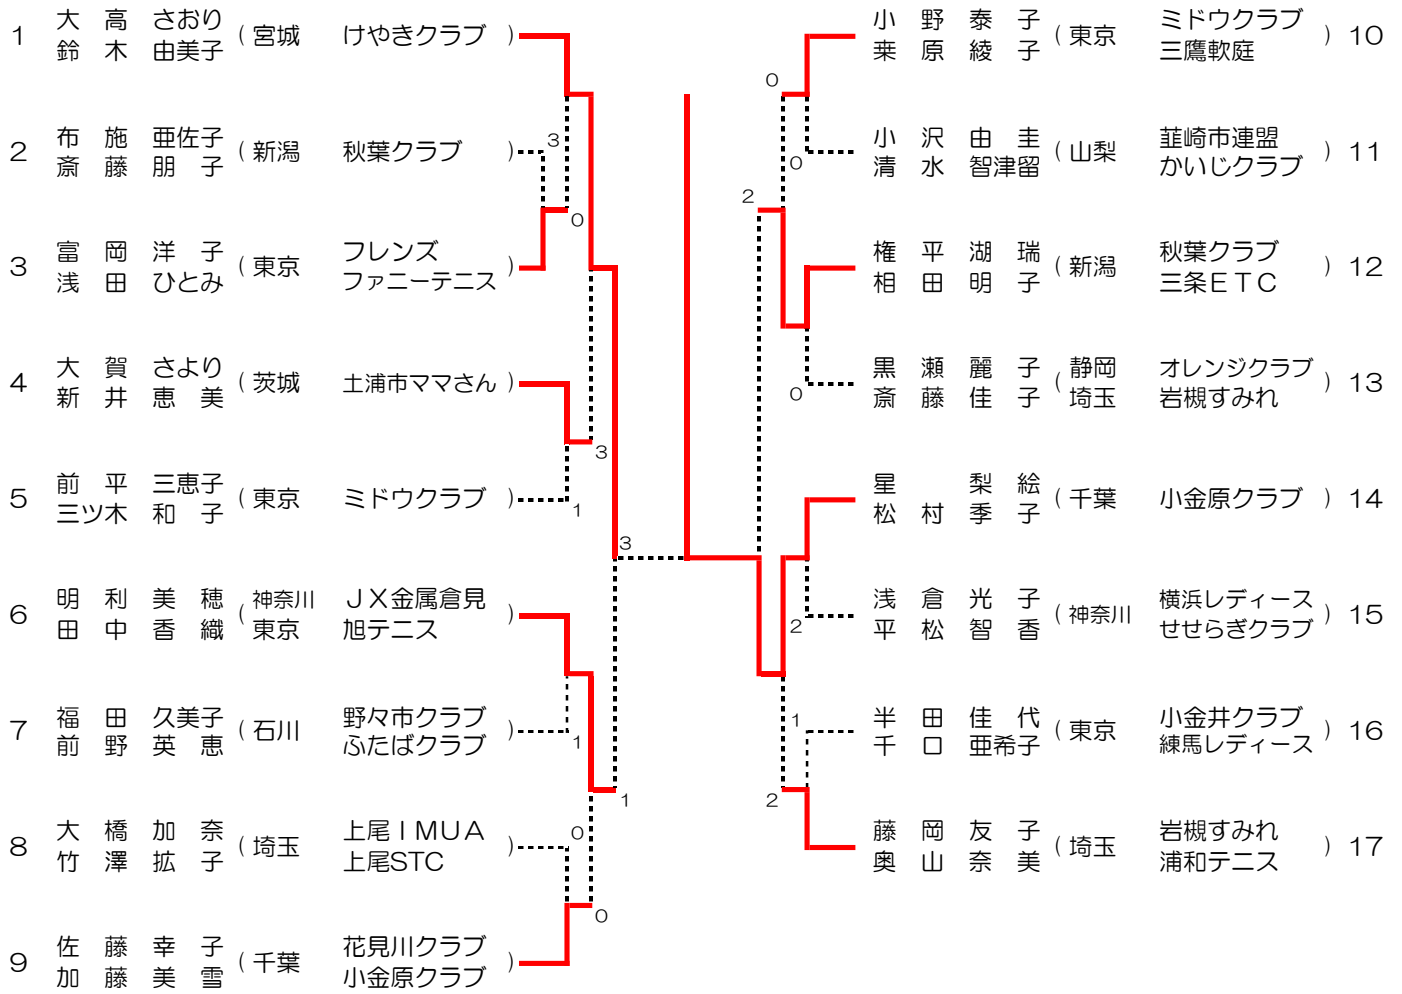 1 大高 さおり (宮城 けやきクラブ )
鈴木 由美子
2 布施 亜佐子 (新潟 秋葉クラブ )
斎藤 朋子
3 富岡 洋子 (東京 フレンズ )
浅田 ひとみ ファニーテニス
4 大賀 さより (茨城 土浦市ママさん )
新井 恵美
5 前平 三恵子 (東京 ミドウクラブ )
三ツ木 和子
6 明利 美穂 (神奈川 JX金属倉見 )
田中 香織 東京 旭テニス
7 福田 久美子 (石川 野々市クラブ )
前野 英恵 ふたばクラブ
8 大橋 加奈 (埼玉 上尾IMUA )
竹澤 拡子 上尾STC
9 佐藤 幸子 (千葉 花見川クラブ )
加藤 美雪 小金原クラブ
3
0
3
1
3
1
1
0
0
0
0
2
0
2
1
2
小野 泰子 (東京 ミドウクラブ ) 10
来原 綾子 三鷹軟庭
小沢 由圭 (山梨 韮崎市連盟 ) 11
清水 智津留 かいじクラブ
権平 湖瑞 (新潟 秋葉クラブ ) 12
相田 明子 三条ETC
黒瀬 麗子 (静岡 オレンジクラブ ) 13
斎藤 佳子 埼玉 岩槻すみれ
星 梨絵 (千葉 小金原クラブ ) 14
松村 季子
浅倉 光子 (神奈川 横浜レディース ) 15
平松 智香 せせらぎクラブ
半田 佳代 (東京 小金井クラブ ) 16
千口 亜希子 練馬レディース
藤岡 友子 (埼玉 岩槻すみれ ) 17
奥山 奈美 浦和テニス